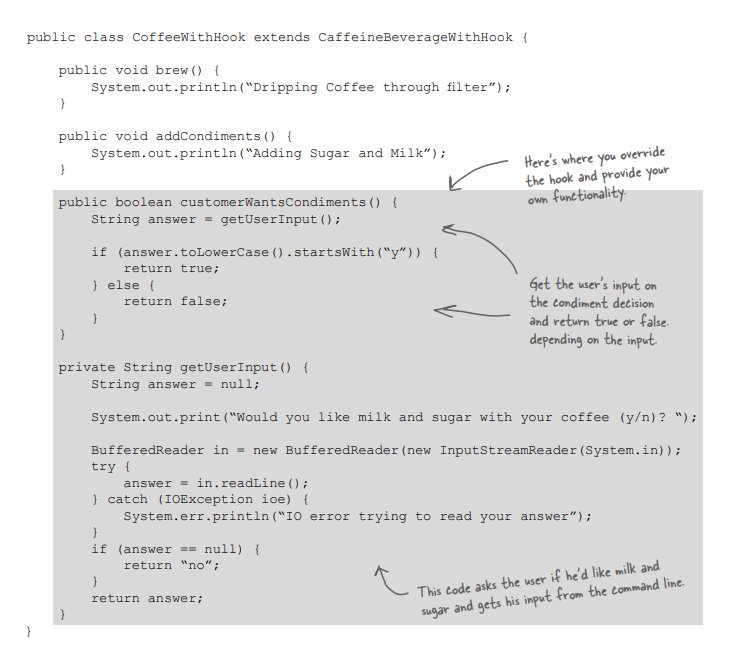 public class CoffeeWithHook extends CaffeineBeverageWithHook {
public void brew() {
System.out.println(“Dripping Coffee through filter”);
}
public void addCondiments() {
System.out.println(“Adding Sugar and Milk”);
}
Here's where you override
the hook and provide your
own functionality.
public boolean customerWantsCondiments() {
String answer = getUserInput();
if (answer.toLowerCase().startsWith(“y”)) {
return true;
} else {
return false;
}
}
Get the user's input on
the condiment decision
and return true or false.
depending on the input.
private String getUserInput() {
String answer = null;
System.out.print(“Would you like milk and sugar with your coffee (y/n)? “);
BufferedReader in = new BufferedReader(new InputStreamReader(System.in));
try {
answer = in.readLine();
} catch (IOException ioe) {
System.err.println(“IO error trying to read your answer”);
}
if (answer == null) {
return “no”;
}
return answer;
}
This code asks the user if he'd like milk and
sugar and gets his input from the command line.
}